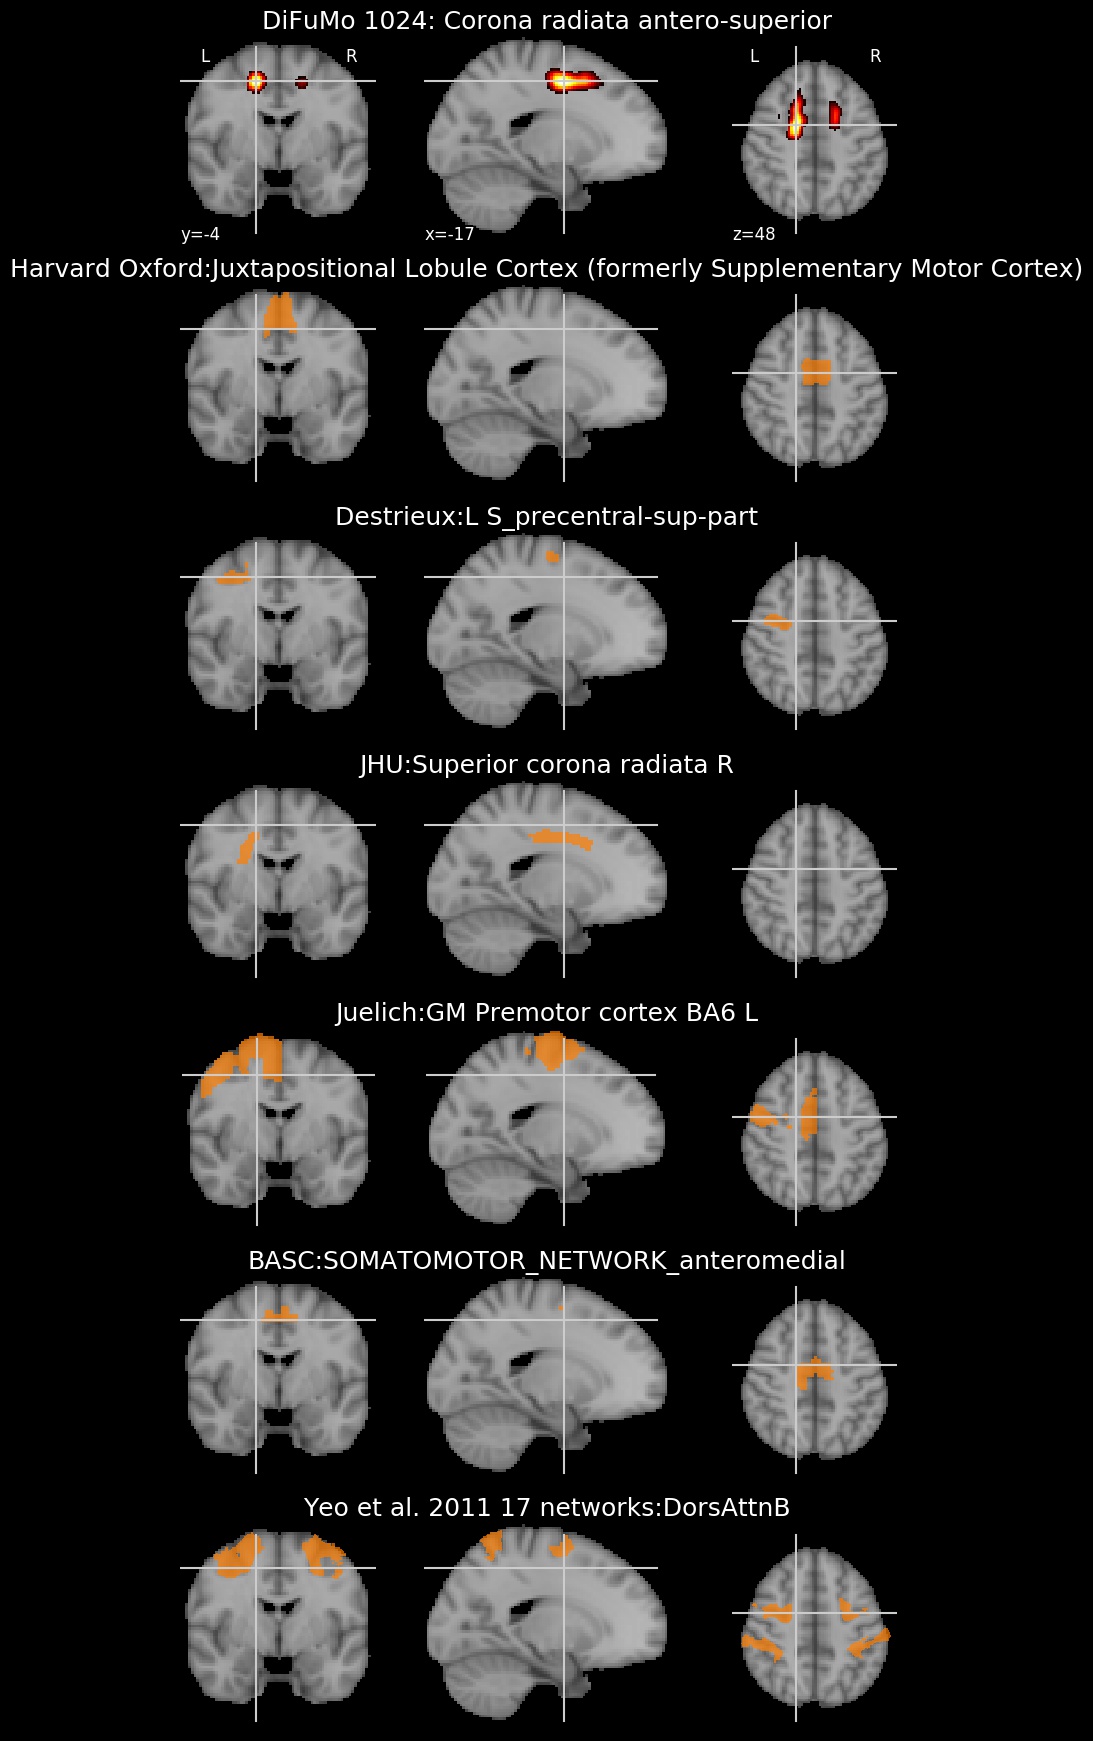 DiFuMo 1024: Corona radiata antero-superior
L R L R
y=-4 x=-17 z=48
Harvard Oxford:Juxtapositional Lobule Cortex (formerly Supplementary Motor Cortex)
Destrieux:L S_precentral-sup-part
JHU:Superior corona radiata R
Juelich:GM Premotor cortex BA6 L
BASC:SOMATOMOTOR_NETWORK_anteromedial
Yeo et al. 2011 17 networks:DorsAttnB